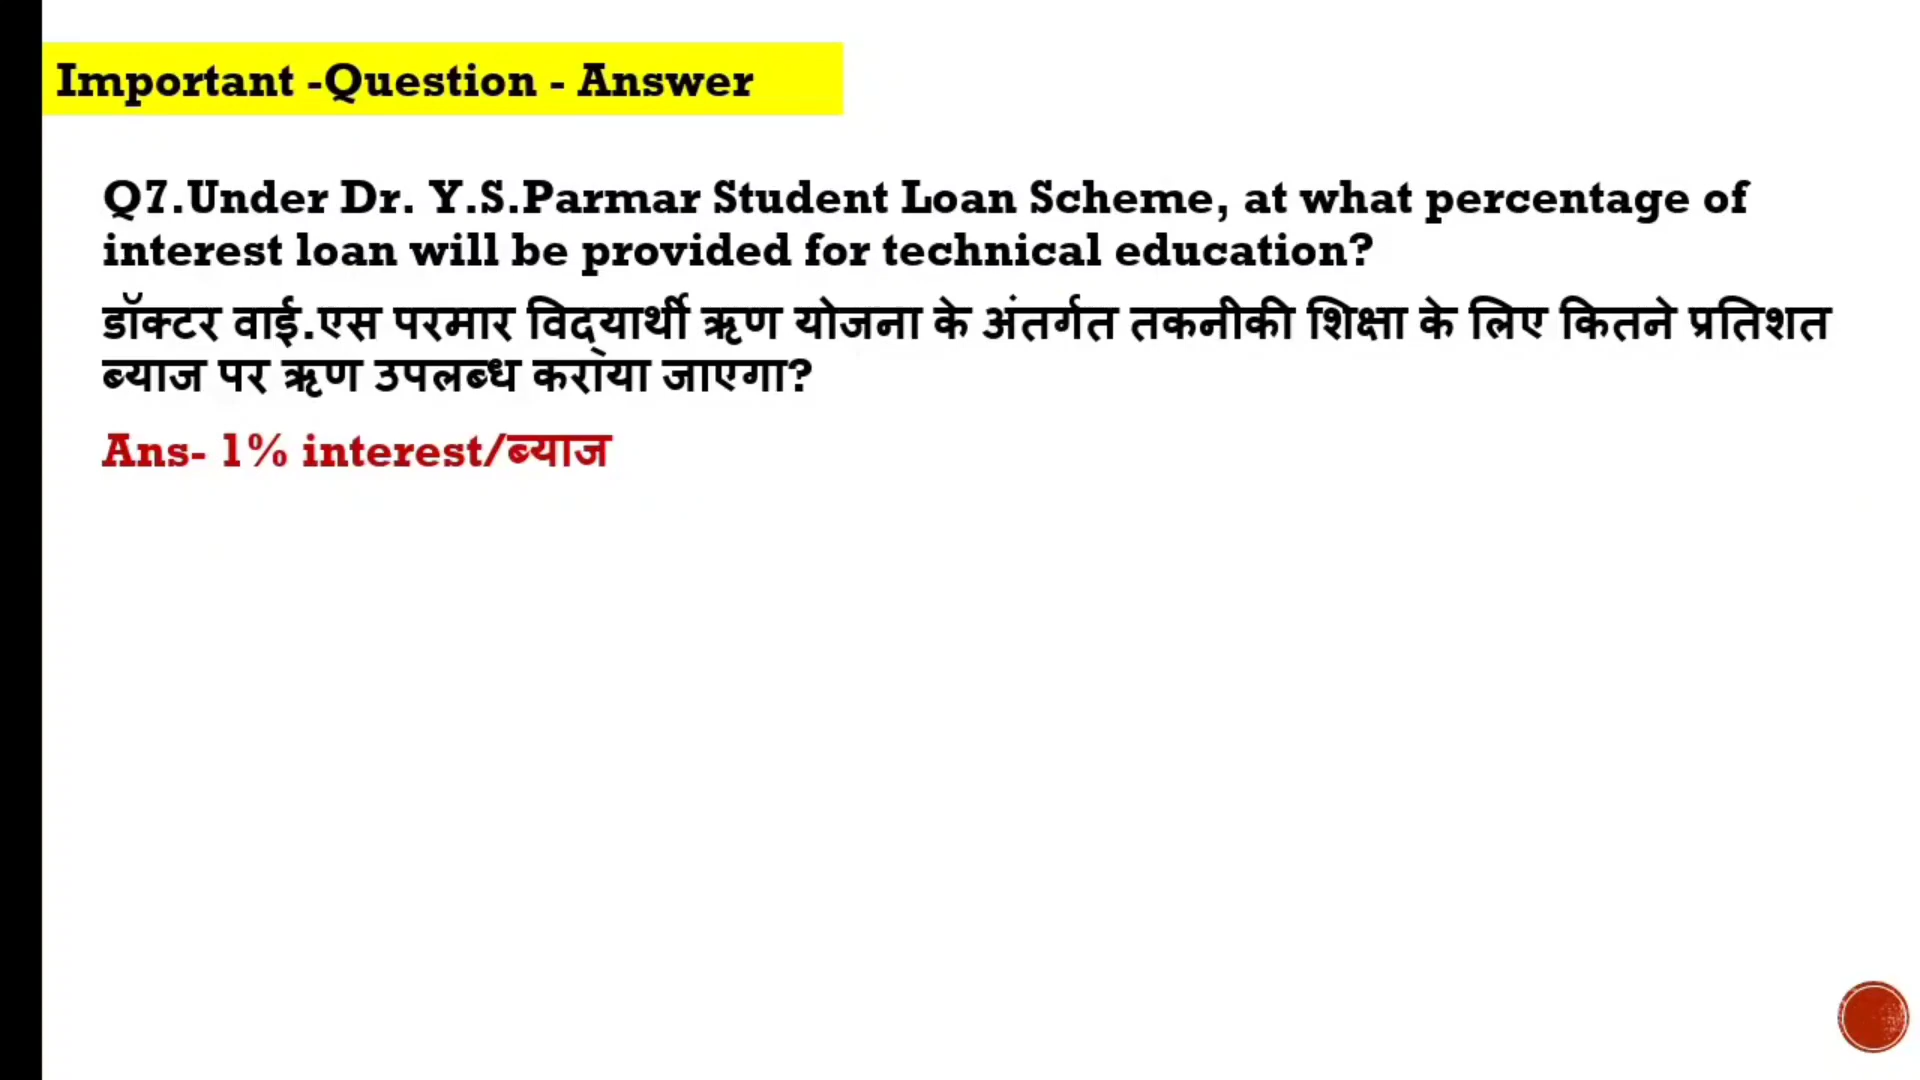 Important -Question - Answer
Q7.Under Dr. Y.S.Parmar Student Loan Scheme, at what percentage of
interest loan will be provided for technical education?
डॉक्टर वाई.एस परमार विद्यार्थी ऋण योजना के अंतर्गत तकनीकी शिक्षा के लिए कितने प्रतिशत
ब्याज पर ऋण उपलब्ध कराया जाएगा?
Ans- 1% interest/ब्याज